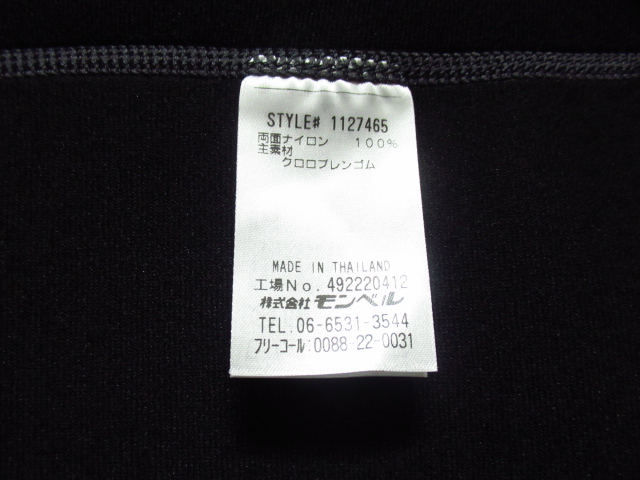 STYLE# 1127465
両面ナイロン 100%
主素材
クロロプレンゴム
MADE IN THAILAND
工場No. 492220412
株式会社 モンベル
TEL. 06-6531-3544
フリーコール:0088-22-0031